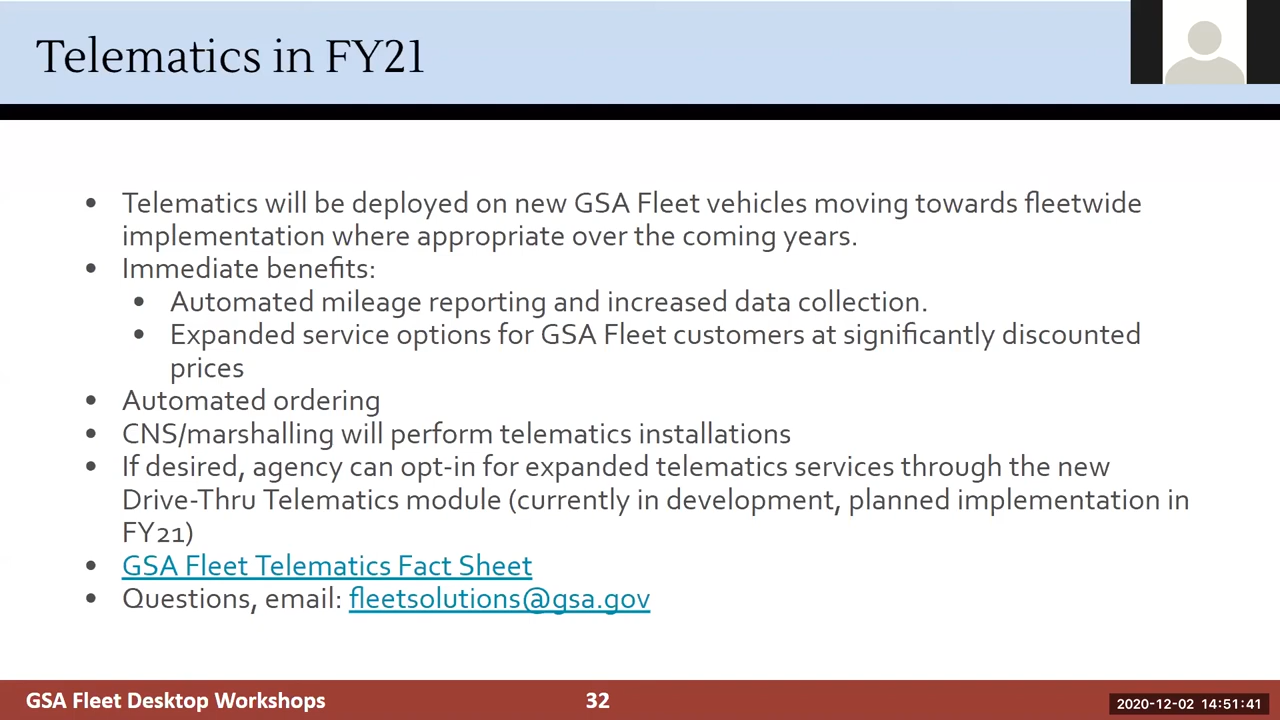 Telematics in FY21
• Telematics will be deployed on new GSA Fleet vehicles moving towards fleetwide
implementation where appropriate over the coming years.
• Immediate benefits:
• Automated mileage reporting and increased data collection.
• Expanded service options for GSA Fleet customers at significantly discounted
prices
• Automated ordering
• CNS/marshalling will perform telematics installations
• If desired, agency can opt-in for expanded telematics services through the new
Drive-Thru Telematics module (currently in development, planned implementation in
FY21)
• GSA Fleet Telematics Fact Sheet
• Questions, email: fleetsolutions@gsa.gov
GSA Fleet Desktop Workshops
32
2020-12-02 14:51:41